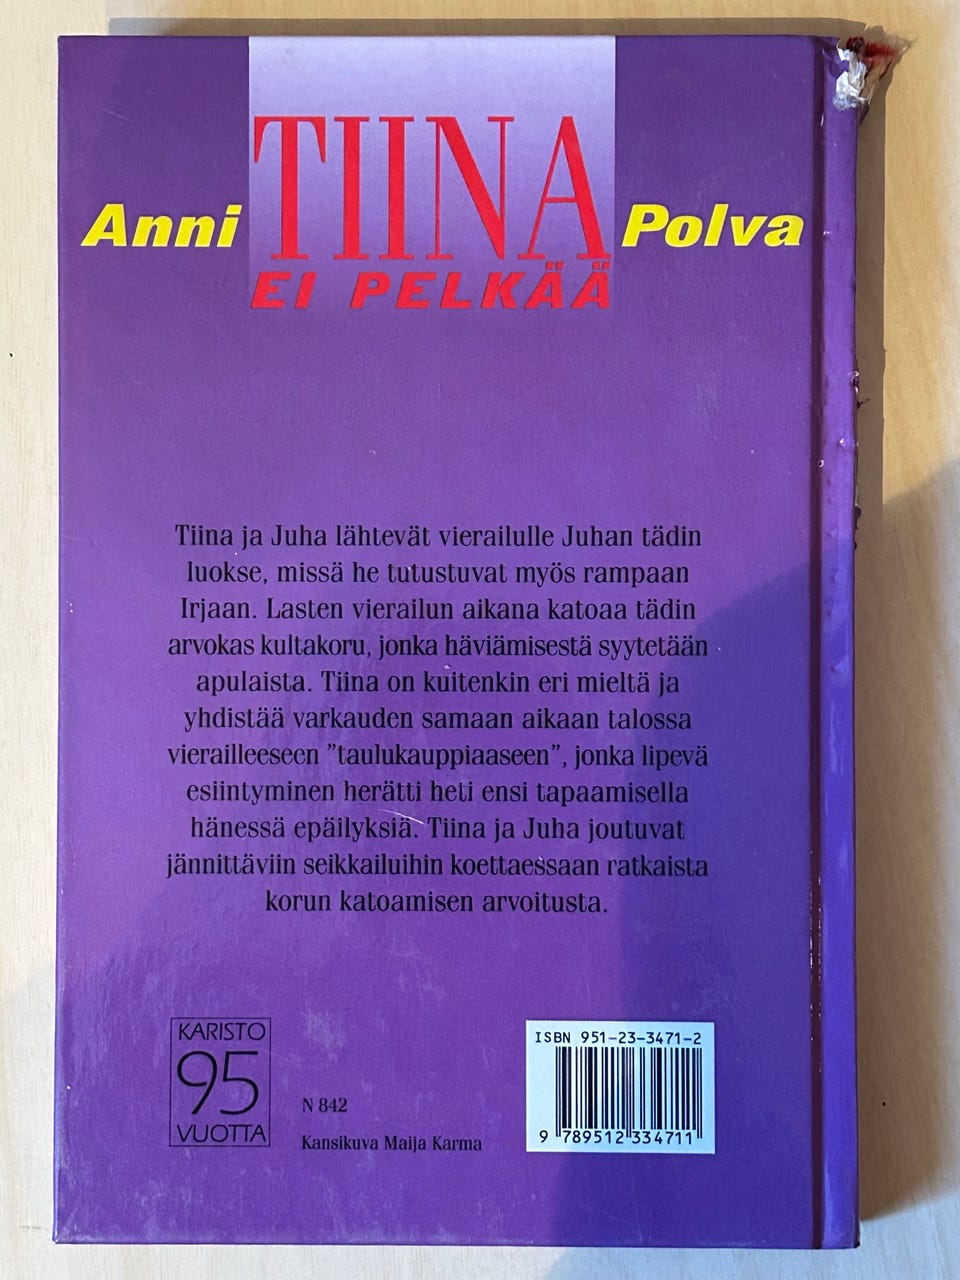 Anni TIINA Polva
EI PELKÄÄ
Tiina ja Juha lähtevät vierailulle Juhan tädin
luokse, missä he tutustuvat myös rampaan
Irjaan. Lasten vierailun aikana katoaa tädin
arvokas kultakoru, jonka häviämisestä syytetään
apulaista. Tiina on kuitenkin eri mieltä ja
yhdistää varkauden samaan aikaan talossa
vierailleeseen ”taulukauppiaaseen”, jonka lipevä
esiintyminen herätti heti ensi tapaamisella
hänessä epäilyksiä. Tiina ja Juha joutuvat
jännittäviin seikkailuihin koettaessaan ratkaista
korun katoamisen arvoitusta.
KARISTO
95
VUOTTA
N 842
Kansikuva Maija Karma
ISBN 951-23-3471-2
9 789512 334711